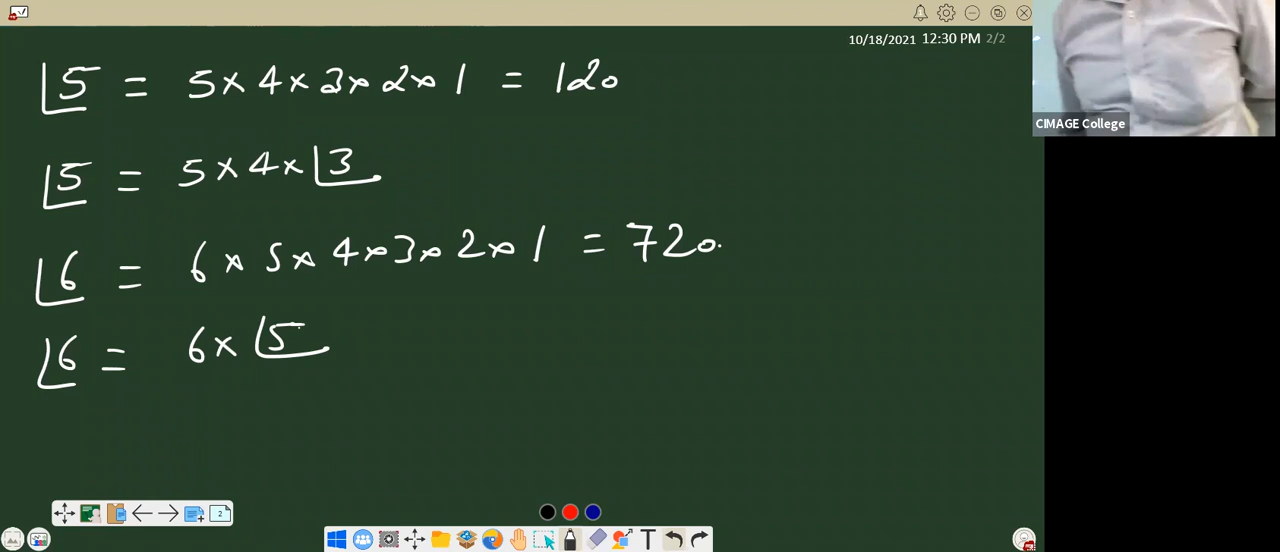 10/18/2021 12:30 PM 2/2
CIMAGE College
⌊5 = 5 × 4 × 3 × 2 × 1 = 120
⌊5 = 5 × 4 × ⌊3
⌊6 = 6 × 5 × 4 × 3 × 2 × 1 = 720
⌊6 = 6 × ⌊5
2
T